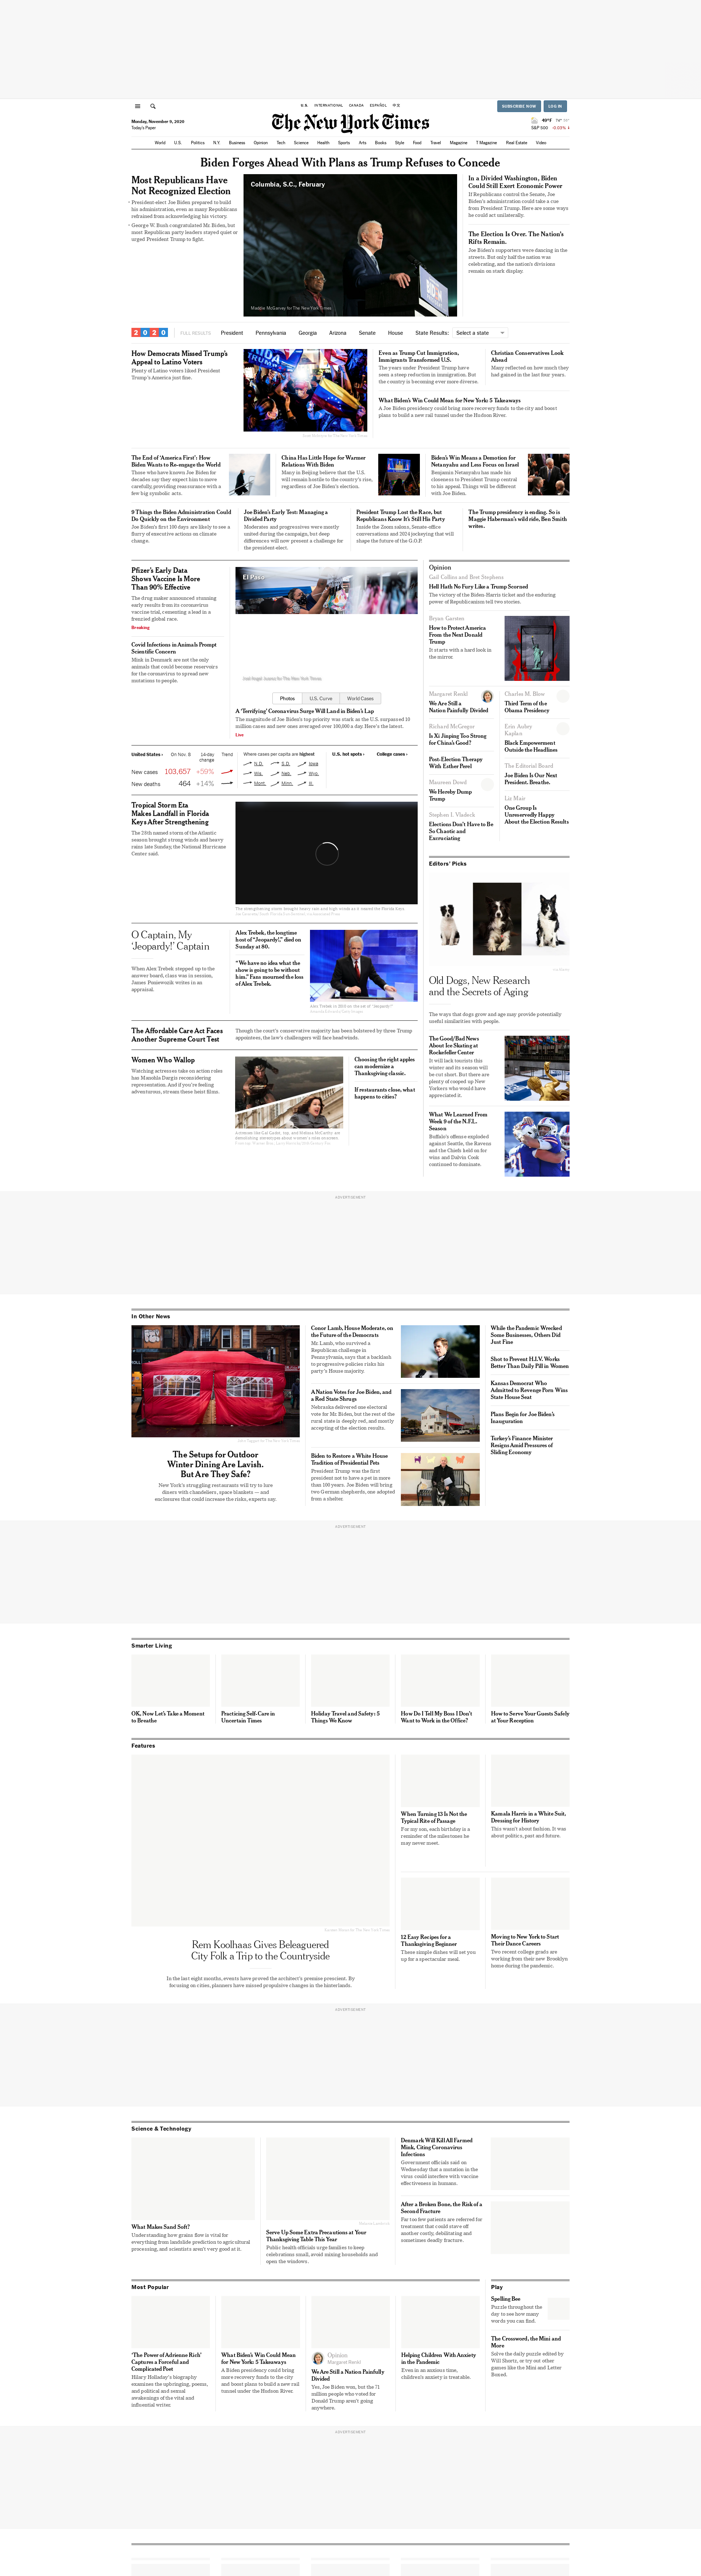 U.S.
INTERNATIONAL
CANADA
ESPAÑOL
中文
SUBSCRIBE NOW
LOG IN
Monday, November 9, 2020
Today's Paper
The New York Times
49°F
S&P 500
World
U.S.
Politics
N.Y.
Business
Opinion
Tech
Science
Health
Sports
Arts
Books
Style
Food
Travel
Magazine
T Magazine
Real Estate
Video
Biden Forges Ahead With Plans as Trump Refuses to Concede
Most Republicans Have
Not Recognized Election
President-elect Joe Biden prepared to build
his administration, even as many Republicans
refrained from acknowledging his victory.
George W. Bush congratulated Mr. Biden, but
most Republican party leaders stayed quiet or
urged President Trump to fight.
Columbia, S.C., February
Maddie McGarvey for The New York Times
In a Divided Washington, Biden
Could Still Exert Economic Power
If Republicans control the Senate, Joe
Biden's administration could take a cue
from President Trump. Here are some ways
he could act unilaterally.
The Election Is Over. The Nation's
Rifts Remain.
Joe Biden's supporters were dancing in the
streets. But only half the nation was
celebrating, and the nation's divisions
remain on stark display.
2020
FULL RESULTS
President
Pennsylvania
Georgia
Arizona
Senate
House
State Results:
Select a state
How Democrats Missed Trump's
Appeal to Latino Voters
Plenty of Latino voters liked President
Trump's America just fine.
Even as Trump Cut Immigration,
Immigrants Transformed U.S.
The years under President Trump have
seen a steep reduction in immigration. But
the country is becoming ever more diverse.
Christian Conservatives Look
Ahead
Many reflected on how much they
had gained in the last four years.
What Biden's Win Could Mean for New York: 5 Takeaways
A Joe Biden presidency could bring more recovery funds to the city and boost
plans to build a new rail tunnel under the Hudson River.
The End of 'America First': How
Biden Wants to Re-engage the World
Those who have known Joe Biden for
decades say they expect him to move
carefully, providing reassurance with a
few big symbolic acts.
China Has Little Hope for Warmer
Relations With Biden
Many in Beijing believe that the U.S.
will remain hostile to the country's rise,
regardless of Joe Biden's election.
Biden's Win Means a Demotion for
Netanyahu and Less Focus on Israel
Benjamin Netanyahu has made his
closeness to President Trump central
to his appeal. Things will be different
with Joe Biden.
9 Things the Biden Administration Could
Do Quickly on the Environment
Joe Biden's first 100 days are likely to see a
flurry of executive actions on climate
change.
Joe Biden's Early Test: Managing a
Divided Party
Moderates and progressives were mostly
united during the campaign, but deep
differences will now present a challenge for
the president-elect.
President Trump Lost the Race, but
Republicans Know It's Still His Party
Inside the Zoom salons, Senate-office
conversations and 2024 jockeying that will
shape the future of the G.O.P.
The Trump presidency is ending. So is
Maggie Haberman's wild ride, Ben Smith
writes.
Pfizer's Early Data
Shows Vaccine Is More
Than 90% Effective
The drug maker announced stunning
early results from its coronavirus
vaccine trial, cementing a lead in a
frenzied global race.
Breaking
Covid Infections in Animals Prompt
Scientific Concern
Mink in Denmark are not the only
animals that could become reservoirs
for the coronavirus to spread new
mutations to people.
El Paso
Photos
U.S. Curve
World Cases
A 'Terrifying' Coronavirus Surge Will Land in Biden's Lap
The magnitude of Joe Biden's top priority was stark as the U.S. surpassed 10
million cases and new ones averaged over 100,000 a day. Here's the latest.
Live
United States ›
On Nov. 8
14-day
change
Trend
New cases 103,657 +59%
New deaths 464 +14%
Where cases per capita are highest
N.D.
S.D.
Iowa
Wis.
Neb.
Wyo.
Mont.
Minn.
Ill.
U.S. hot spots ›
College cases ›
Tropical Storm Eta
Makes Landfall in Florida
Keys After Strengthening
The 28th named storm of the Atlantic
season brought strong winds and heavy
rains late Sunday, the National Hurricane
Center said.
The strengthening storm brought heavy rain and high winds as it neared the Florida Keys.
O Captain, My
'Jeopardy!' Captain
When Alex Trebek stepped up to the
answer board, class was in session,
James Poniewozik writes in an
appraisal.
Alex Trebek, the longtime
host of "Jeopardy!," died on
Sunday at 80.
"We have no idea what the
show is going to be without
him." Fans mourned the loss
of Alex Trebek.
The Affordable Care Act Faces
Another Supreme Court Test
Though the court's conservative majority has been bolstered by three Trump
appointees, the law's challengers will face headwinds.
Women Who Wallop
Watching actresses take on action roles
has Manohla Dargis reconsidering
representation. And if you're feeling
adventurous, stream these heist films.
Choosing the right apples
can modernize a
Thanksgiving classic.
If restaurants close, what
happens to cities?
Opinion
Gail Collins and Bret Stephens
Hell Hath No Fury Like a Trump Scorned
The victory of the Biden-Harris ticket and the enduring
power of Republicanism tell two stories.
Bryan Garsten
How to Protect America
From the Next Donald
Trump
It starts with a hard look in
the mirror.
Margaret Renkl
We Are Still a
Nation Painfully Divided
Charles M. Blow
Third Term of the
Obama Presidency
Richard McGregor
Is Xi Jinping Too Strong
for China's Good?
Erin Aubry
Kaplan
Black Empowerment
Outside the Headlines
Post-Election Therapy
With Esther Perel
The Editorial Board
Joe Biden Is Our Next
President. Breathe.
Maureen Dowd
We Hereby Dump
Trump
Liz Mair
One Group Is
Unreservedly Happy
About the Election Results
Stephen I. Vladeck
Elections Don't Have to Be
So Chaotic and
Excruciating
Editors' Picks
Old Dogs, New Research
and the Secrets of Aging
The ways that dogs grow and age may provide potentially
useful similarities with people.
The Good/Bad News
About Ice Skating at
Rockefeller Center
It will lack tourists this
winter and its season will
be cut short. But there are
plenty of cooped-up New
Yorkers who would have
appreciated it.
What We Learned From
Week 9 of the N.F.L.
Season
Buffalo's offense exploded
against Seattle, the Ravens
and the Chiefs held on for
wins and Dalvin Cook
continued to dominate.
ADVERTISEMENT
In Other News
The Setups for Outdoor
Winter Dining Are Lavish.
But Are They Safe?
New York's struggling restaurants will try to lure
diners with chandeliers, space blankets — and
enclosures that could increase the risks, experts say.
Conor Lamb, House Moderate, on
the Future of the Democrats
Mr. Lamb, who survived a
Republican challenge in
Pennsylvania, says that a backlash
to progressive policies risks his
party's House majority.
A Nation Votes for Joe Biden, and
a Red State Shrugs
Nebraska delivered one electoral
vote for Mr. Biden, but the rest of the
rural state is deeply red, and mostly
accepting of the election results.
Biden to Restore a White House
Tradition of Presidential Pets
President Trump was the first
president not to have a pet in more
than 100 years. Joe Biden will bring
two German shepherds, one adopted
from a shelter.
While the Pandemic Wrecked
Some Businesses, Others Did
Just Fine
Shot to Prevent H.I.V. Works
Better Than Daily Pill in Women
Kansas Democrat Who
Admitted to Revenge Porn Wins
State House Seat
Plans Begin for Joe Biden's
Inauguration
Turkey's Finance Minister
Resigns Amid Pressures of
Sliding Economy
ADVERTISEMENT
Smarter Living
OK, Now Let's Take a Moment
to Breathe
Practicing Self-Care in
Uncertain Times
Holiday Travel and Safety: 5
Things We Know
How Do I Tell My Boss I Don't
Want to Work in the Office?
How to Serve Your Guests Safely
at Your Reception
Features
Rem Koolhaas Gives Beleaguered
City Folk a Trip to the Countryside
In the last eight months, events have proved the architect's premise prescient. By
focusing on cities, planners have missed propulsive changes in the hinterlands.
When Turning 13 Is Not the
Typical Rite of Passage
For my son, each birthday is a
reminder of the milestones he
may never meet.
Kamala Harris in a White Suit,
Dressing for History
This wasn't about fashion. It was
about politics, past and future.
12 Easy Recipes for a
Thanksgiving Beginner
These simple dishes will set you
up for a spectacular meal.
Moving to New York to Start
Their Dance Careers
Two recent college grads are
working from their new Brooklyn
home during the pandemic.
ADVERTISEMENT
Science & Technology
What Makes Sand Soft?
Understanding how grains flow is vital for
everything from landslide prediction to agricultural
processing, and scientists aren't very good at it.
Serve Up Some Extra Precautions at Your
Thanksgiving Table This Year
Public health officials urge families to keep
celebrations small, avoid mixing households and
open the windows.
Denmark Will Kill All Farmed
Mink, Citing Coronavirus
Infections
Government officials said on
Wednesday that a mutation in the
virus could interfere with vaccine
effectiveness in humans.
After a Broken Bone, the Risk of a
Second Fracture
Far too few patients are referred for
treatment that could stave off
another costly, debilitating and
sometimes deadly fracture.
Most Popular
'The Power of Adrienne Rich'
Captures a Forceful and
Complicated Poet
Hilary Holladay's biography
examines the upbringing, poems,
and political and sexual
awakenings of the vital and
influential writer.
What Biden's Win Could Mean
for New York: 5 Takeaways
A Biden presidency could bring
more recovery funds to the city
and boost plans to build a new rail
tunnel under the Hudson River.
Opinion
Margaret Renkl
We Are Still a Nation Painfully
Divided
Yes, Joe Biden won, but the 71
million people who voted for
Donald Trump aren't going
anywhere.
Helping Children With Anxiety
in the Pandemic
Even in an anxious time,
children's anxiety is treatable.
Play
Spelling Bee
Puzzle throughout the
day to see how many
words you can find.
The Crossword, the Mini and
More
Solve the daily puzzle edited by
Will Shortz, or try out other
games like the Mini and Letter
Boxed.
ADVERTISEMENT